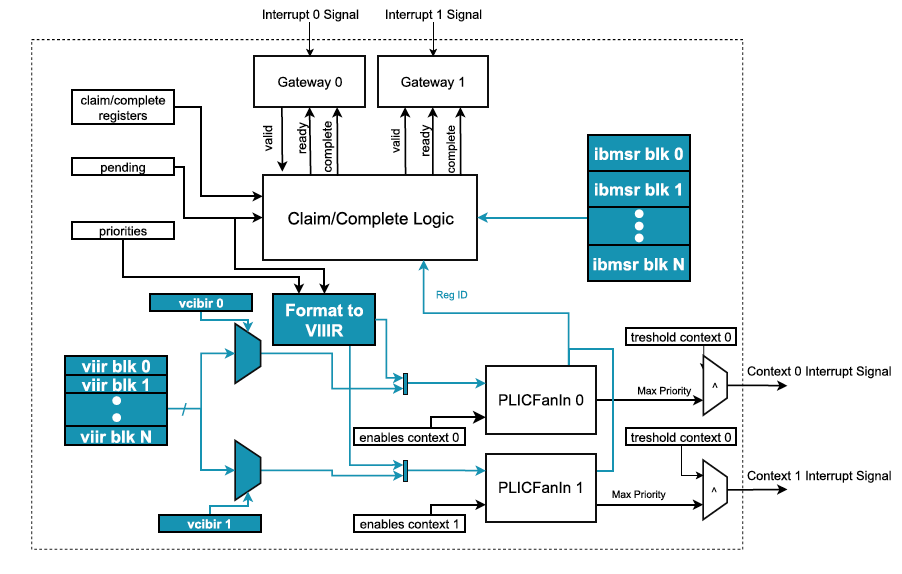 Interrupt 0 Signal
Interrupt 1 Signal
Gateway 0
Gateway 1
claim/complete
registers
valid
ready
complete
valid
ready
complete
ibmsr blk 0
ibmsr blk 1
ibmsr blk N
pending
Claim/Complete Logic
priorities
Reg ID
vcibir 0
Format to
VIIIR
treshold context 0
viir blk 0
viir blk 1
viir blk N
Context 0 Interrupt Signal
PLICFanIn 0
Max Priority
^
enables context 0
treshold context 0
Context 1 Interrupt Signal
PLICFanIn 1
Max Priority
^
vcibir 1
enables context 1